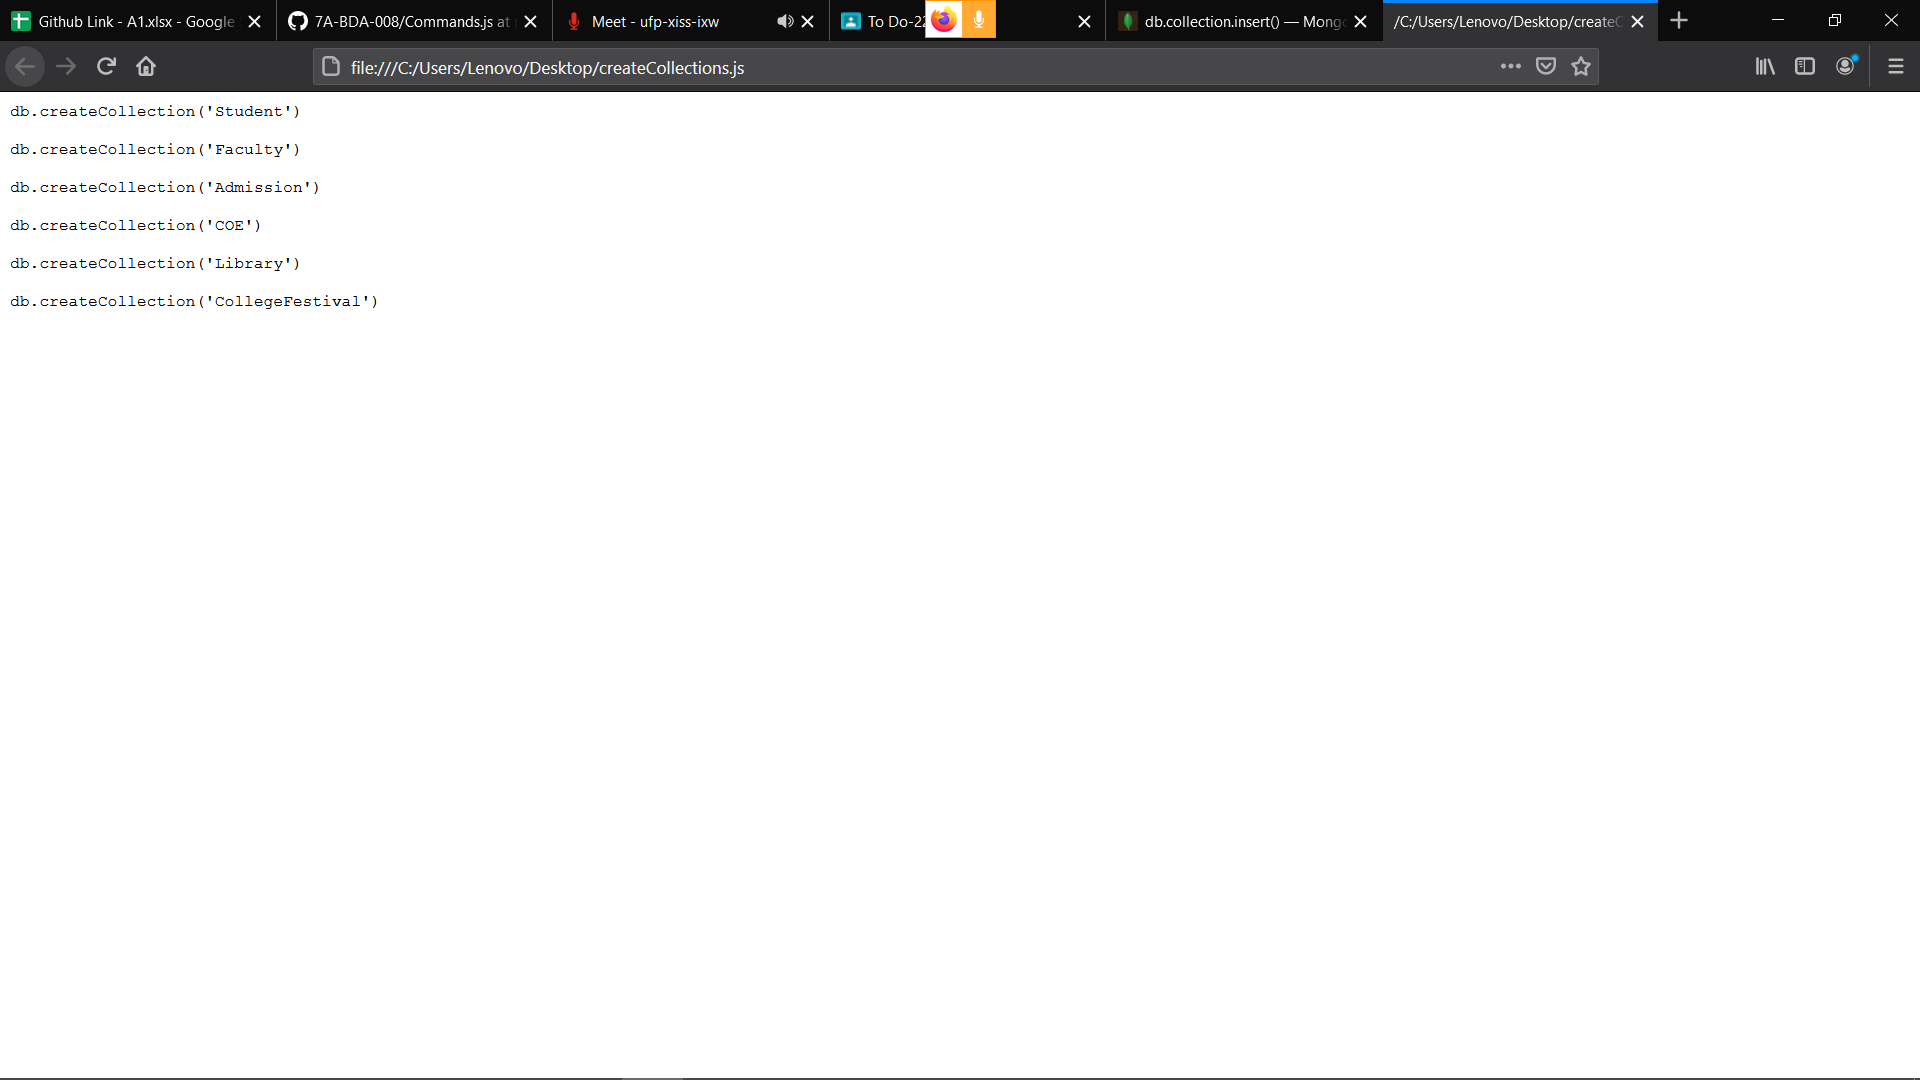 Github Link - A1.xlsx - Google
7A-BDA-008/Commands.js at
Meet - ufp-xiss-ixw
To Do-22
db.collection.insert() — Mong
/C:/Users/Lenovo/Desktop/createC
file:///C:/Users/Lenovo/Desktop/createCollections.js
db.createCollection('Student')
db.createCollection('Faculty')
db.createCollection('Admission')
db.createCollection('COE')
db.createCollection('Library')
db.createCollection('CollegeFestival')